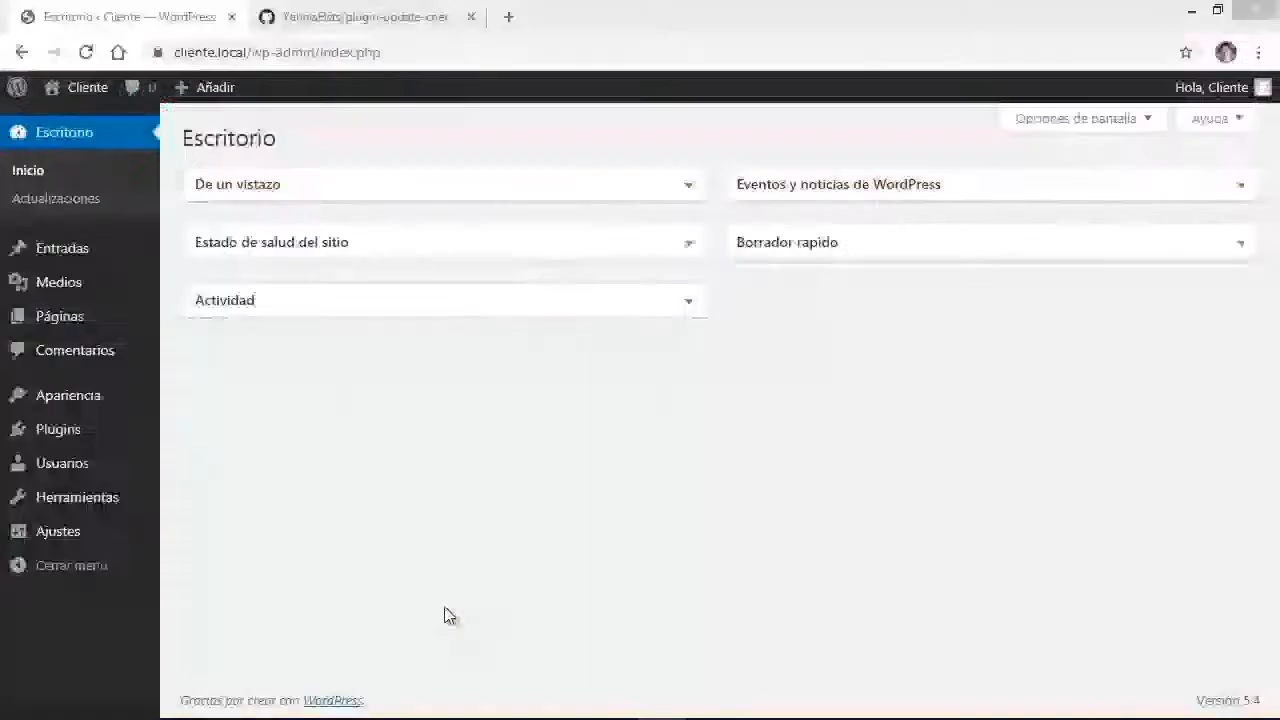 Escritorio ‹ Cliente — WordPress
cliente.local/wp-admin/index.php
Cliente 0 Añadir
Hola, Cliente
Escritorio
Inicio
Actualizaciones
Entradas
Medios
Páginas
Comentarios
Apariencia
Plugins
Usuarios
Herramientas
Ajustes
Cerrar menú
Opciones de pantalla
Ayuda
Escritorio
De un vistazo
Estado de salud del sitio
Actividad
Eventos y noticias de WordPress
Borrador rápido
Gracias por crear con WordPress
Versión 5.4